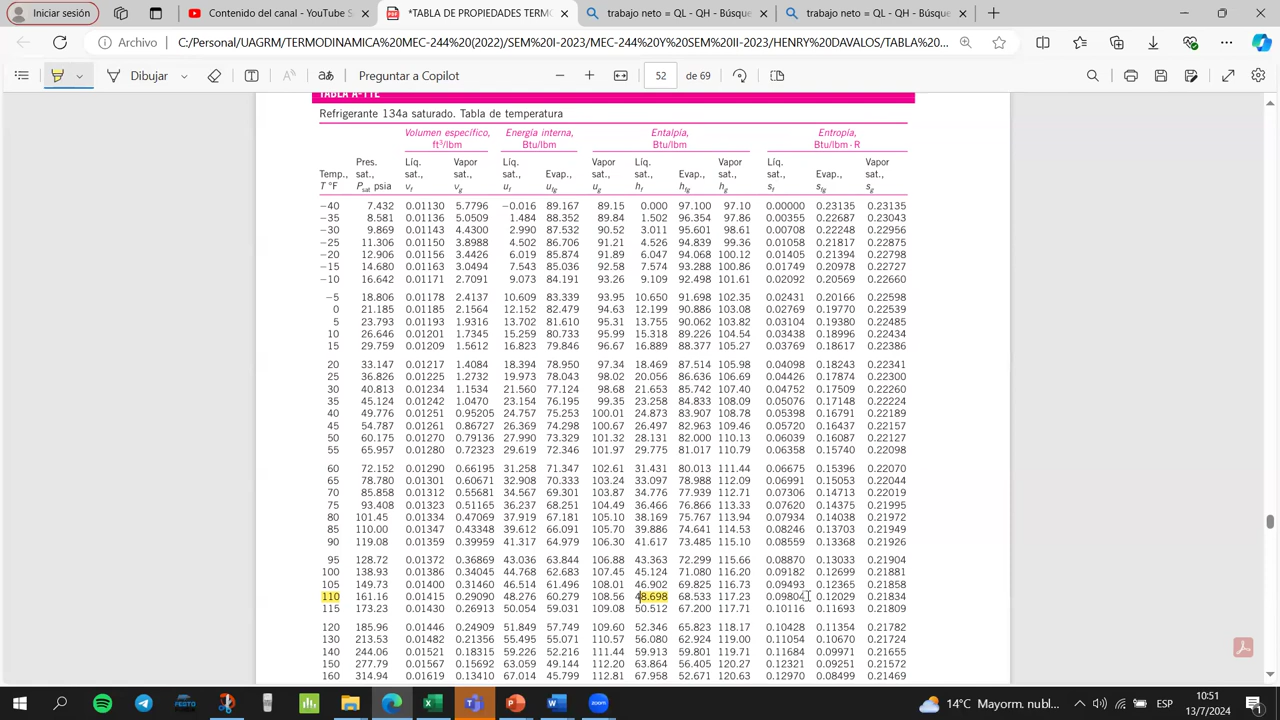 Iniciar sesión
Contenido del canal - YouTube S
*TABLA DE PROPIEDADES TERMO
trabajo neto = QL - QH - Búsque
trabajo neto = QL - QH - Búsque
Archivo
C:/Personal/UAGRM/TERMODINAMICA%20MEC-244%20(2022)/SEM%20I-2023/MEC-244%20Y%20SEM%20II-2023/HENRY%20DAVALOS/TABLA%20...
Dibujar
Preguntar a Copilot
52 de 69
TABLA A-11E
Refrigerante 134a saturado. Tabla de temperatura
Volumen específico, Energía interna, Entalpía, Entropía,
ft³/lbm Btu/lbm Btu/lbm Btu/lbm · R
Pres. Líq. Vapor Líq. Vapor Líq. Vapor Líq. Vapor
Temp., sat., sat., sat., sat., Evap., sat., sat., Evap., sat., sat., Evap., sat.,
T °F Psat psia vf vg uf ufg ug hf hfg hg sf sfg sg
−40 7.432 0.01130 5.7796 −0.016 89.167 89.15 0.000 97.100 97.10 0.00000 0.23135 0.23135
−35 8.581 0.01136 5.0509 1.484 88.352 89.84 1.502 96.354 97.86 0.00355 0.22687 0.23043
−30 9.869 0.01143 4.4300 2.990 87.532 90.52 3.011 95.601 98.61 0.00708 0.22248 0.22956
−25 11.306 0.01150 3.8988 4.502 86.706 91.21 4.526 94.839 99.36 0.01058 0.21817 0.22875
−20 12.906 0.01156 3.4426 6.019 85.874 91.89 6.047 94.068 100.12 0.01405 0.21394 0.22798
−15 14.680 0.01163 3.0494 7.543 85.036 92.58 7.574 93.288 100.86 0.01749 0.20978 0.22727
−10 16.642 0.01171 2.7091 9.073 84.191 93.26 9.109 92.498 101.61 0.02092 0.20569 0.22660
−5 18.806 0.01178 2.4137 10.609 83.339 93.95 10.650 91.698 102.35 0.02431 0.20166 0.22598
0 21.185 0.01185 2.1564 12.152 82.479 94.63 12.199 90.886 103.08 0.02769 0.19770 0.22539
5 23.793 0.01193 1.9316 13.702 81.610 95.31 13.755 90.062 103.82 0.03104 0.19380 0.22485
10 26.646 0.01201 1.7345 15.259 80.733 95.99 15.318 89.226 104.54 0.03438 0.18996 0.22434
15 29.759 0.01209 1.5612 16.823 79.846 96.67 16.889 88.377 105.27 0.03769 0.18617 0.22386
20 33.147 0.01217 1.4084 18.394 78.950 97.34 18.469 87.514 105.98 0.04098 0.18243 0.22341
25 36.826 0.01225 1.2732 19.973 78.043 98.02 20.056 86.636 106.69 0.04426 0.17874 0.22300
30 40.813 0.01234 1.1534 21.560 77.124 98.68 21.653 85.742 107.40 0.04752 0.17509 0.22260
35 45.124 0.01242 1.0470 23.154 76.195 99.35 23.258 84.833 108.09 0.05076 0.17148 0.22224
40 49.776 0.01251 0.95205 24.757 75.253 100.01 24.873 83.907 108.78 0.05398 0.16791 0.22189
45 54.787 0.01261 0.86727 26.369 74.298 100.67 26.497 82.963 109.46 0.05720 0.16437 0.22157
50 60.175 0.01270 0.79136 27.990 73.329 101.32 28.131 82.000 110.13 0.06039 0.16087 0.22127
55 65.957 0.01280 0.72323 29.619 72.346 101.97 29.775 81.017 110.79 0.06358 0.15740 0.22098
60 72.152 0.01290 0.66195 31.258 71.347 102.61 31.431 80.013 111.44 0.06675 0.15396 0.22070
65 78.780 0.01301 0.60671 32.908 70.333 103.24 33.097 78.988 112.09 0.06991 0.15053 0.22044
70 85.858 0.01312 0.55681 34.567 69.301 103.87 34.776 77.939 112.71 0.07306 0.14713 0.22019
75 93.408 0.01323 0.51165 36.237 68.251 104.49 36.466 76.866 113.33 0.07620 0.14375 0.21995
80 101.45 0.01334 0.47069 37.919 67.181 105.10 38.169 75.767 113.94 0.07934 0.14038 0.21972
85 110.00 0.01347 0.43348 39.612 66.091 105.70 39.886 74.641 114.53 0.08246 0.13703 0.21949
90 119.08 0.01359 0.39959 41.317 64.979 106.30 41.617 73.485 115.10 0.08559 0.13368 0.21926
95 128.72 0.01372 0.36869 43.036 63.844 106.88 43.363 72.299 115.66 0.08870 0.13033 0.21904
100 138.93 0.01386 0.34045 44.768 62.683 107.45 45.124 71.080 116.20 0.09182 0.12699 0.21881
105 149.73 0.01400 0.31460 46.514 61.496 108.01 46.902 69.825 116.73 0.09493 0.12365 0.21858
110 161.16 0.01415 0.29090 48.276 60.279 108.56 48.698 68.533 117.23 0.09804 0.12029 0.21834
115 173.23 0.01430 0.26913 50.054 59.031 109.08 50.512 67.200 117.71 0.10116 0.11693 0.21809
120 185.96 0.01446 0.24909 51.849 57.749 109.60 52.346 65.823 118.17 0.10428 0.11354 0.21782
130 213.53 0.01482 0.21356 55.495 55.071 110.57 56.080 62.924 119.00 0.11054 0.10670 0.21724
140 244.06 0.01521 0.18315 59.226 52.216 111.44 59.913 59.801 119.71 0.11684 0.09971 0.21655
150 277.79 0.01567 0.15692 63.059 49.144 112.20 63.864 56.405 120.27 0.12321 0.09251 0.21572
160 314.94 0.01619 0.13410 67.014 45.799 112.81 67.958 52.671 120.63 0.12970 0.08499 0.21469
FESTO
zoom
14°C Mayorm. nubl...
ESP
10:51
13/7/2024